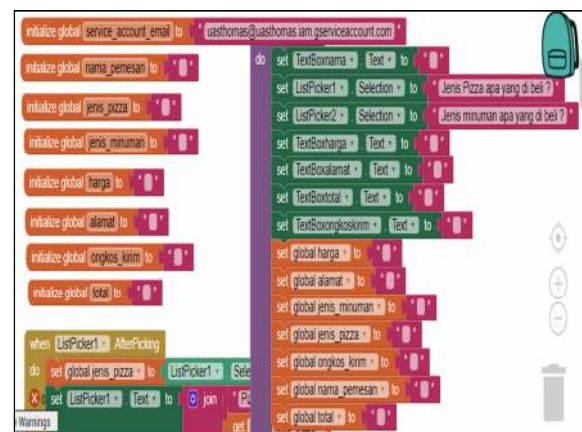 initialize global service_account_email to " uasthomas@uasthomas.iam.gserviceaccount.com
initialize global nama_pemesan to " "
initialize global jenis_pizza to " "
initialize global jenis_minuman to " "
initialize global harga to " "
initialize global alamat to " "
initialize global ongkos_kirim to " "
initialize global total to " "
when ListPicker1 AfterPicking
do set global jenis_pizza to ListPicker1 . Sele
set ListPicker1 . Text to join
get
Warnings
do set TextBoxnama . Text to " "
set ListPicker1 . Selection to " Jenis Pizza apa yang di beli ?
set ListPicker2 . Selection to " Jenis minuman apa yang di beli ?
set TextBoxharga . Text to " "
set TextBoxalamat . Text to " "
set TextBoxtotal . Text to " "
set TextBoxongkoskirim . Text to " "
set global harga to " "
set global alamat to " "
set global jenis_minuman to " "
set global jenis_pizza to " "
set global ongkos_kirim to " "
set global nama_pemesan to " "
set global total to " "